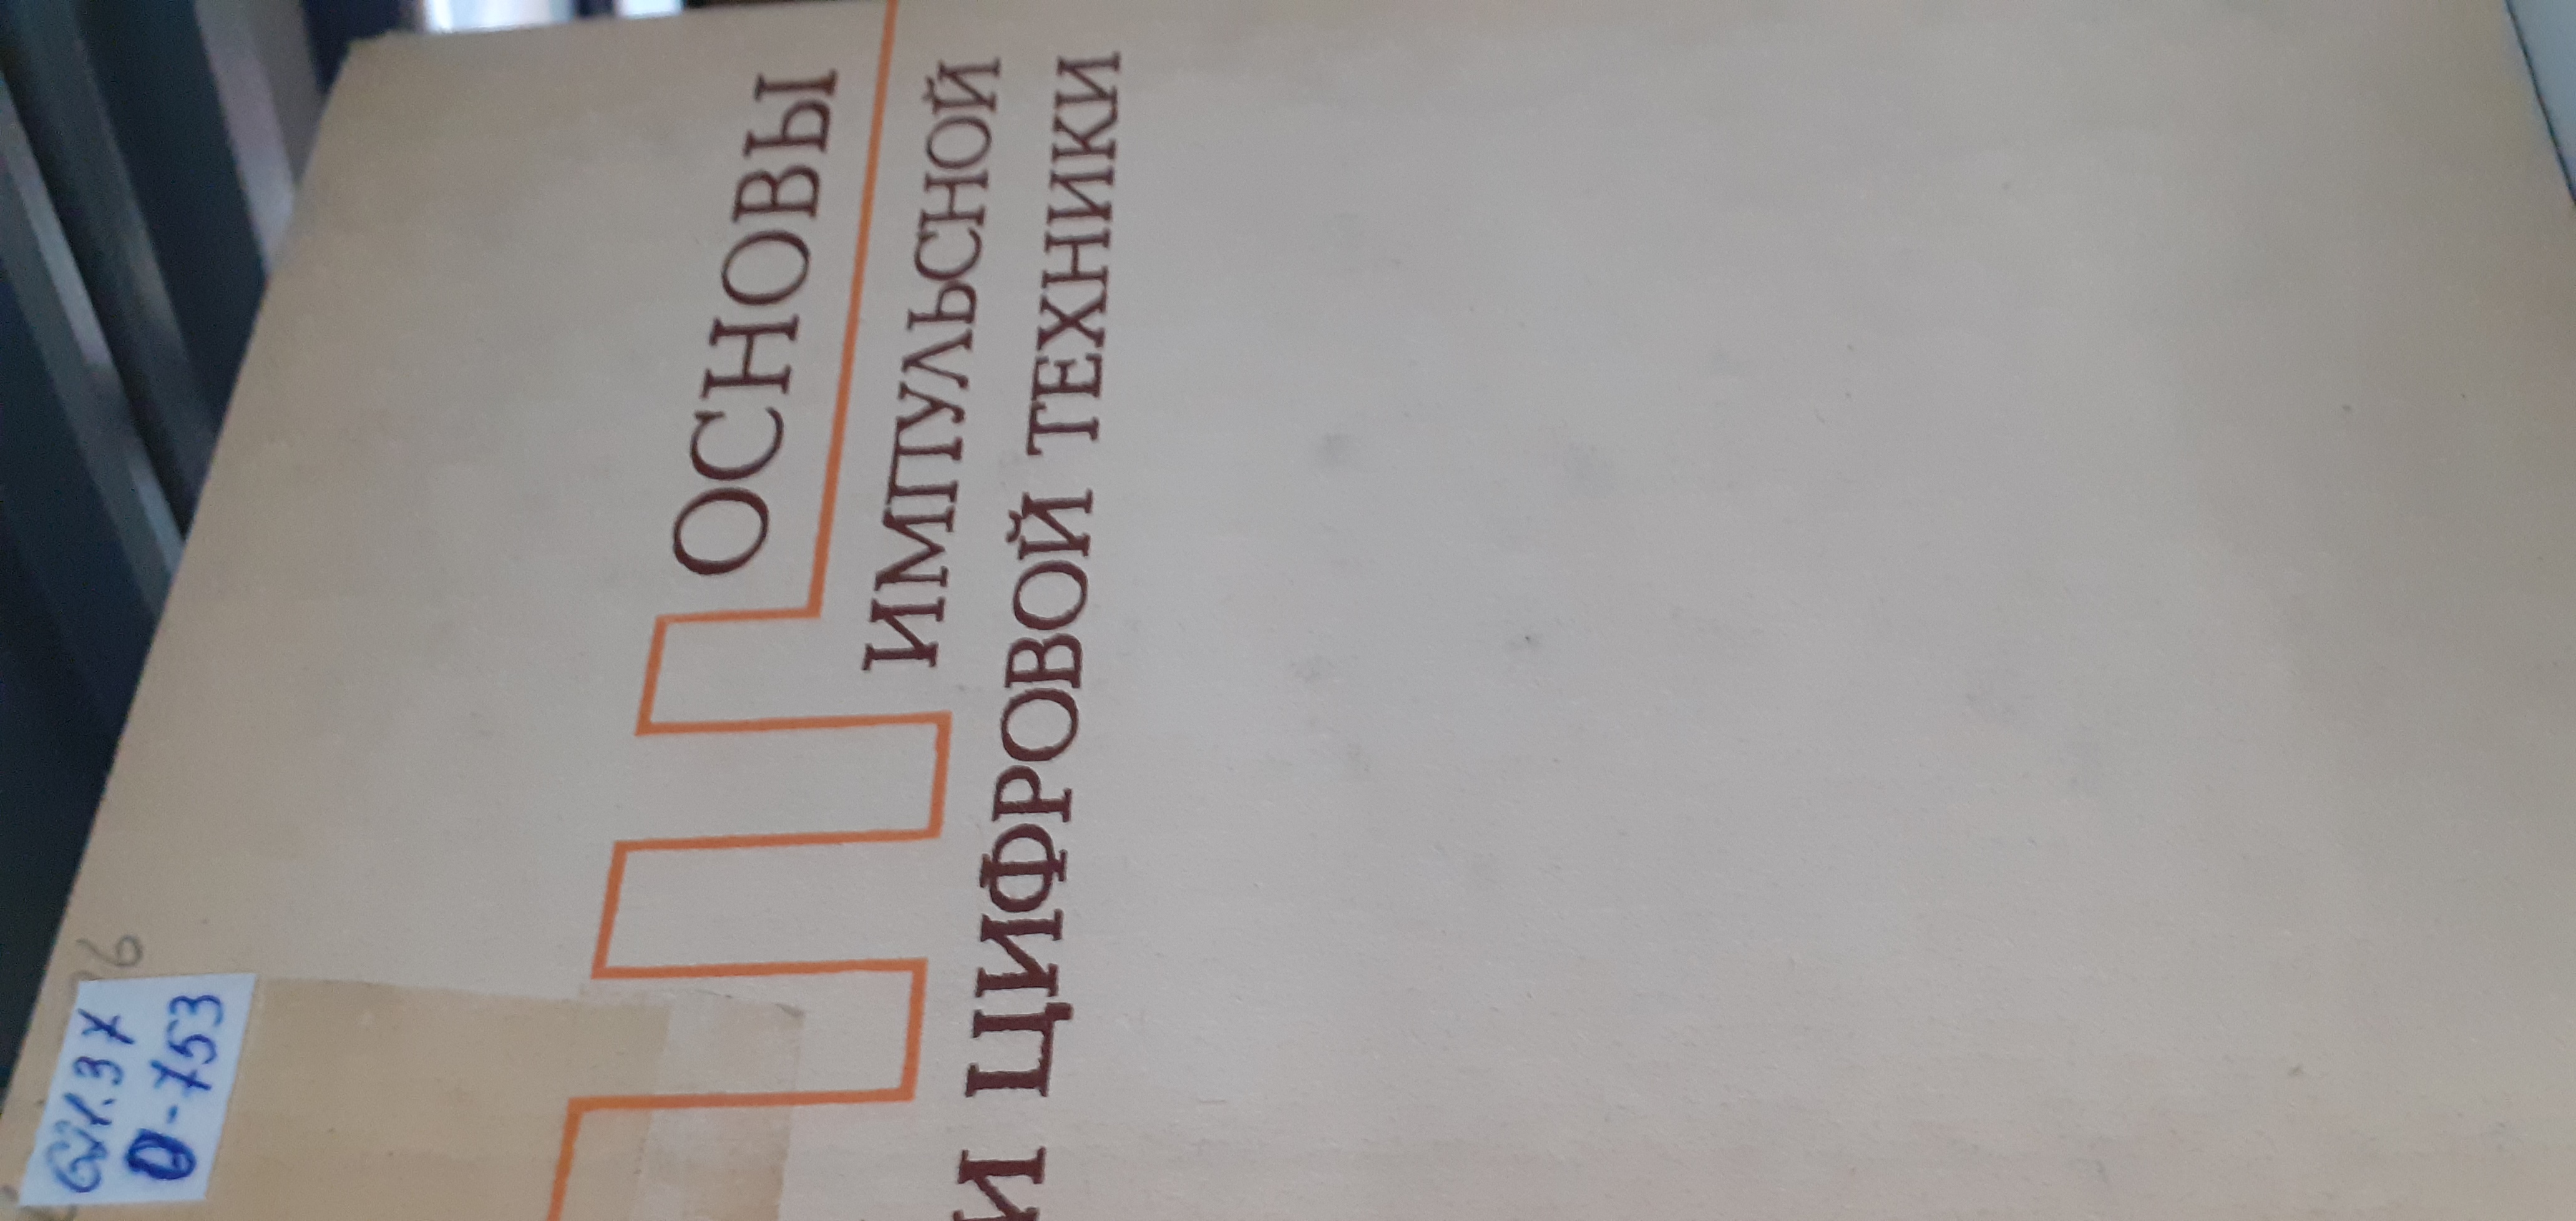 ОСНОВЫ
ИМПУЛЬСНОЙ
И ЦИФРОВОЙ ТЕХНИКИ
О-753